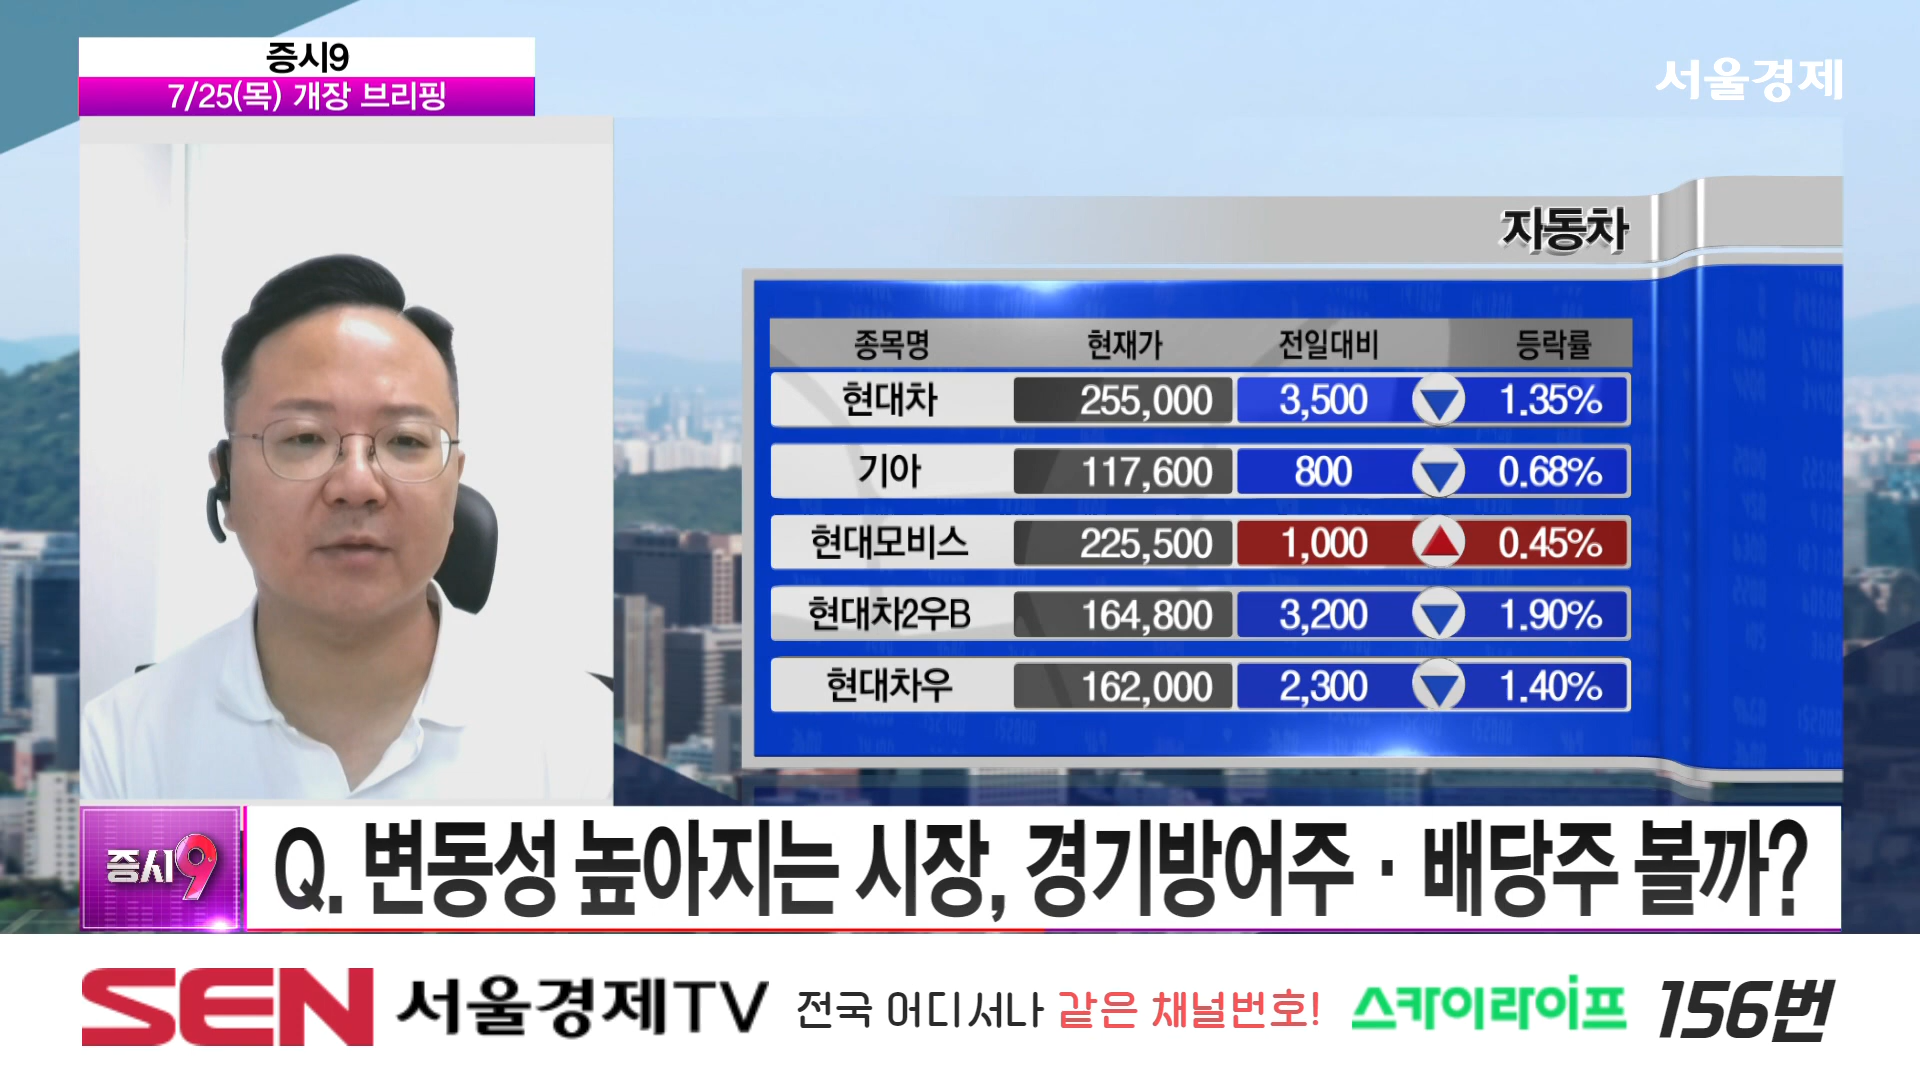 증시9
7/25(목) 개장 브리핑
서울경제
자동차
종목명 현재가 전일대비 등락률
현대차 255,000 3,500 ▼ 1.35%
기아 117,600 800 ▼ 0.68%
현대모비스 225,500 1,000 ▲ 0.45%
현대차2우B 164,800 3,200 ▼ 1.90%
현대차우 162,000 2,300 ▼ 1.40%
증시9
Q. 변동성 높아지는 시장, 경기방어주 · 배당주 볼까?
SEN 서울경제TV 전국 어디서나 같은 채널번호! 스카이라이프 156번